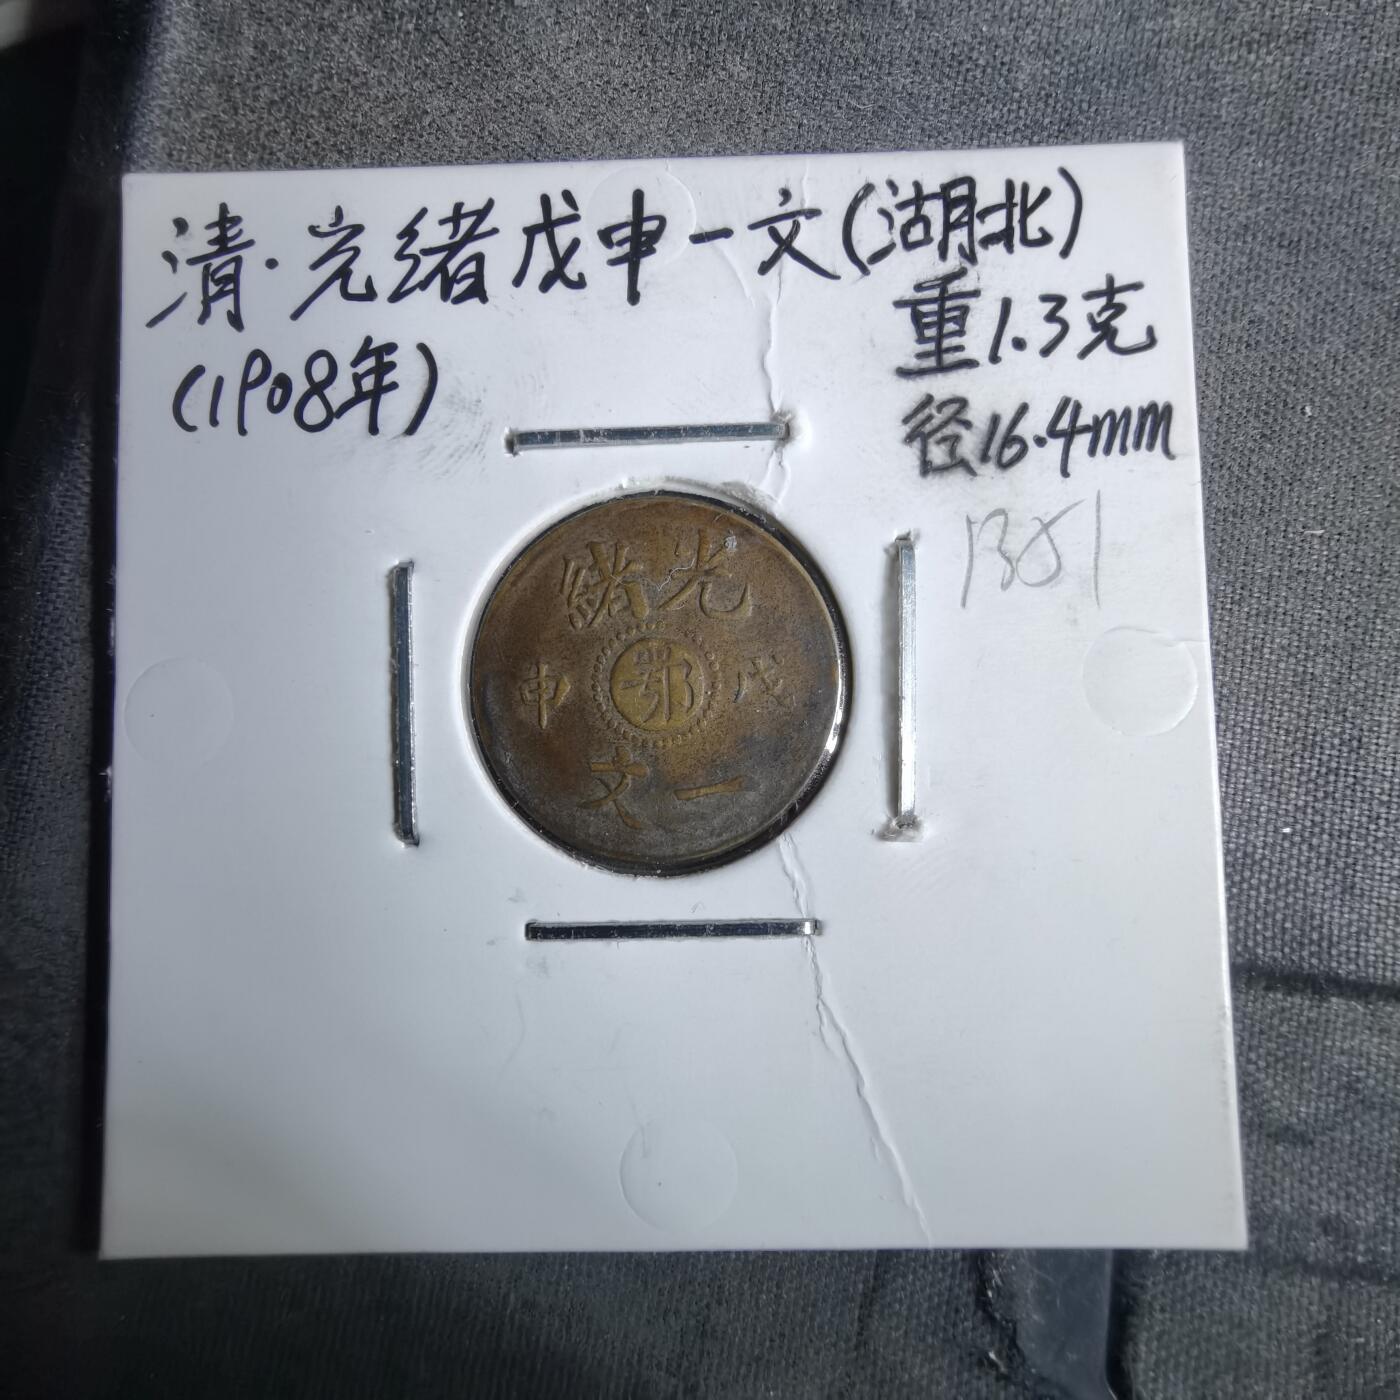 清·光绪戊申一文(湖北)
(1908年)
重1.3克
径16.4mm
緒光
申鄂戊
文一